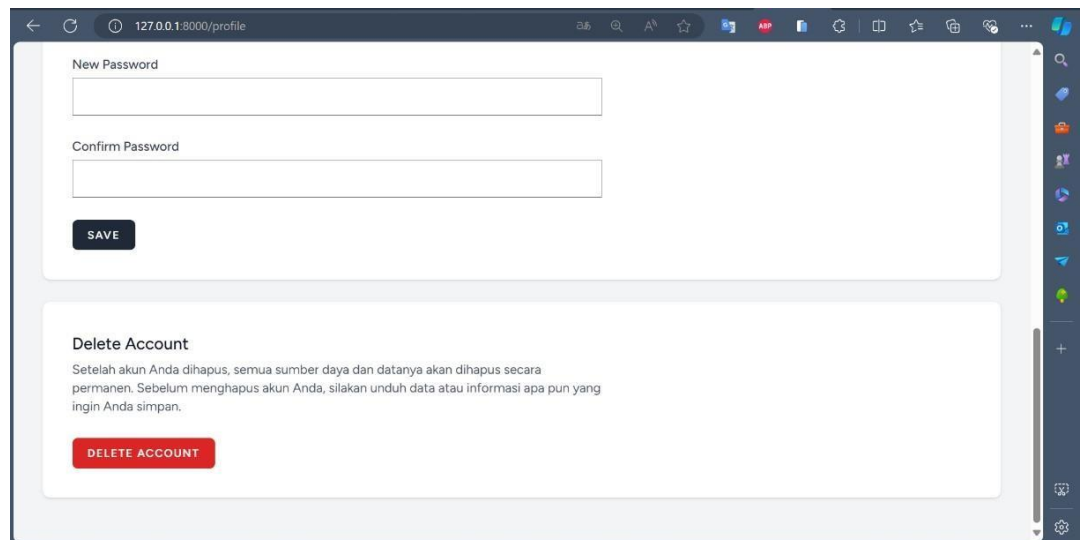 127.0.0.1:8000/profile
ABP
New Password
Confirm Password
SAVE
Delete Account
Setelah akun Anda dihapus, semua sumber daya dan datanya akan dihapus secara
permanen. Sebelum menghapus akun Anda, silakan unduh data atau informasi apa pun yang
ingin Anda simpan.
DELETE ACCOUNT